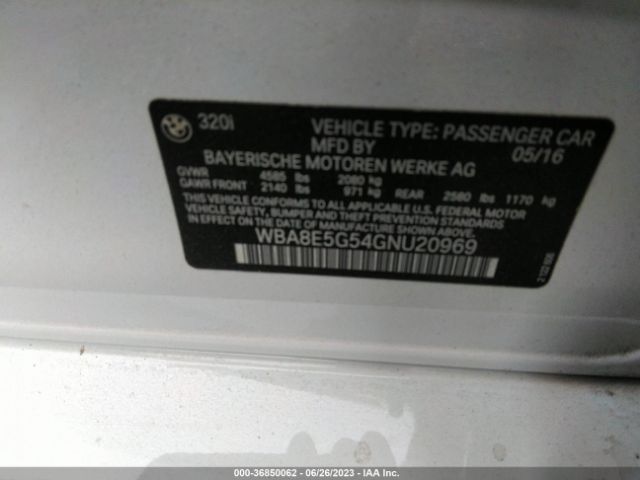 320i VEHICLE TYPE: PASSENGER CAR
MFD BY 05/16
BAYERISCHE MOTOREN WERKE AG
GVWR 4585 lbs 2080 kg
GAWR FRONT 2140 lbs 971 kg REAR 2580 lbs 1170 kg
THIS VEHICLE CONFORMS TO ALL APPLICABLE U.S. FEDERAL MOTOR
VEHICLE SAFETY, BUMPER AND THEFT PREVENTION STANDARDS
IN EFFECT ON THE DATE OF MANUFACTURE SHOWN ABOVE.
WBA8E5G54GNU20969
000-36850062 - 06/26/2023 - IAA Inc.